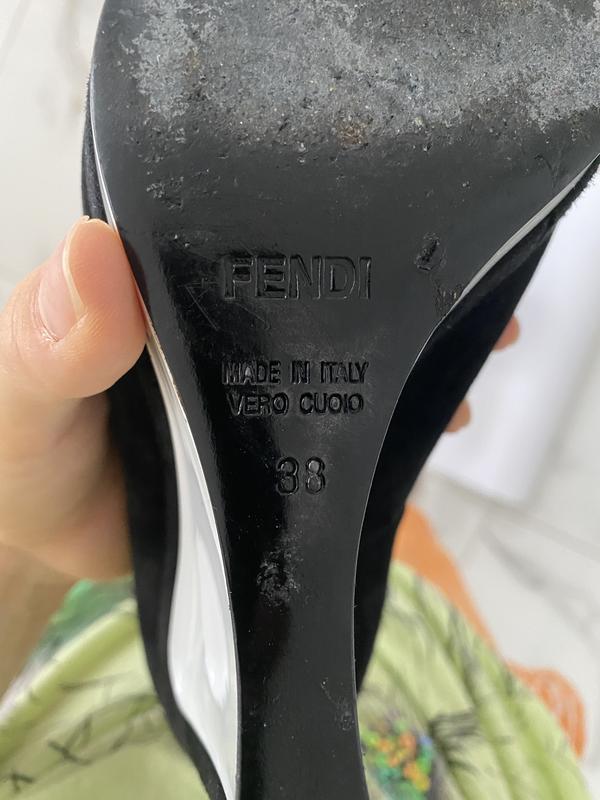 FENDI
MADE IN ITALY
VERO CUOIO
38